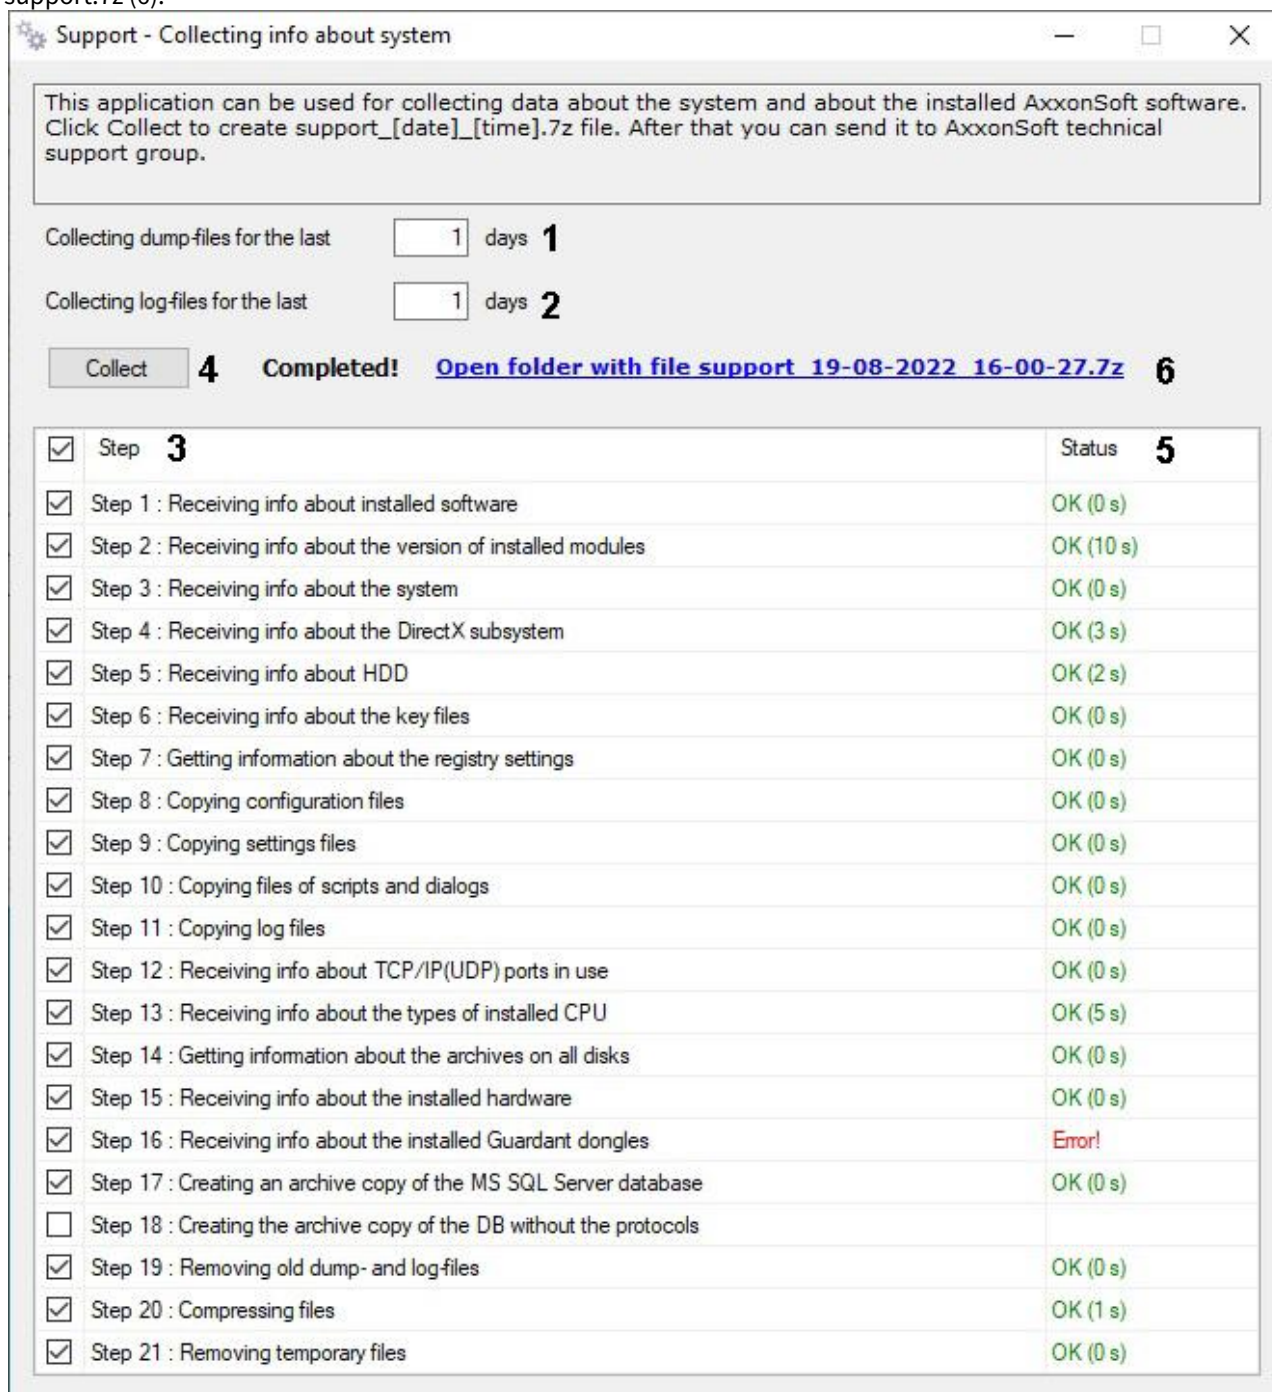 support.7z (6).
Support - Collecting info about system
This application can be used for collecting data about the system and about the installed AxxonSoft software.
Click Collect to create support_[date]_[time].7z file. After that you can send it to AxxonSoft technical
support group.
Collecting dump-files for the last 1 days 1
Collecting log-files for the last 1 days 2
Collect 4 Completed! Open folder with file support_19-08-2022_16-00-27.7z 6
Step 3 Status 5
Step 1 : Receiving info about installed software OK (0 s)
Step 2 : Receiving info about the version of installed modules OK (10 s)
Step 3 : Receiving info about the system OK (0 s)
Step 4 : Receiving info about the DirectX subsystem OK (3 s)
Step 5 : Receiving info about HDD OK (2 s)
Step 6 : Receiving info about the key files OK (0 s)
Step 7 : Getting information about the registry settings OK (0 s)
Step 8 : Copying configuration files OK (0 s)
Step 9 : Copying settings files OK (0 s)
Step 10 : Copying files of scripts and dialogs OK (0 s)
Step 11 : Copying log files OK (0 s)
Step 12 : Receiving info about TCP/IP(UDP) ports in use OK (0 s)
Step 13 : Receiving info about the types of installed CPU OK (5 s)
Step 14 : Getting information about the archives on all disks OK (0 s)
Step 15 : Receiving info about the installed hardware OK (0 s)
Step 16 : Receiving info about the installed Guardant dongles Error!
Step 17 : Creating an archive copy of the MS SQL Server database OK (0 s)
Step 18 : Creating the archive copy of the DB without the protocols
Step 19 : Removing old dump- and log-files OK (0 s)
Step 20 : Compressing files OK (1 s)
Step 21 : Removing temporary files OK (0 s)